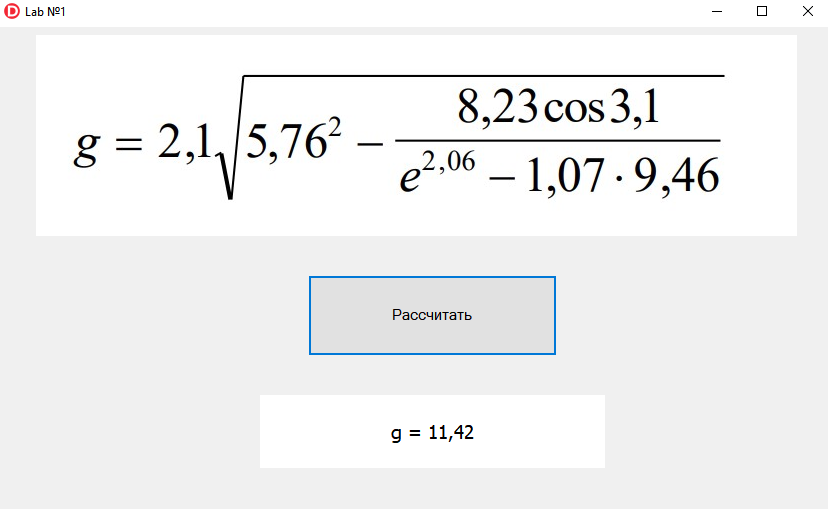 Lab №1
g = 2,1√(5,76² − (8,23 cos 3,1)/(e^2,06 − 1,07 · 9,46))
Рассчитать
g = 11,42